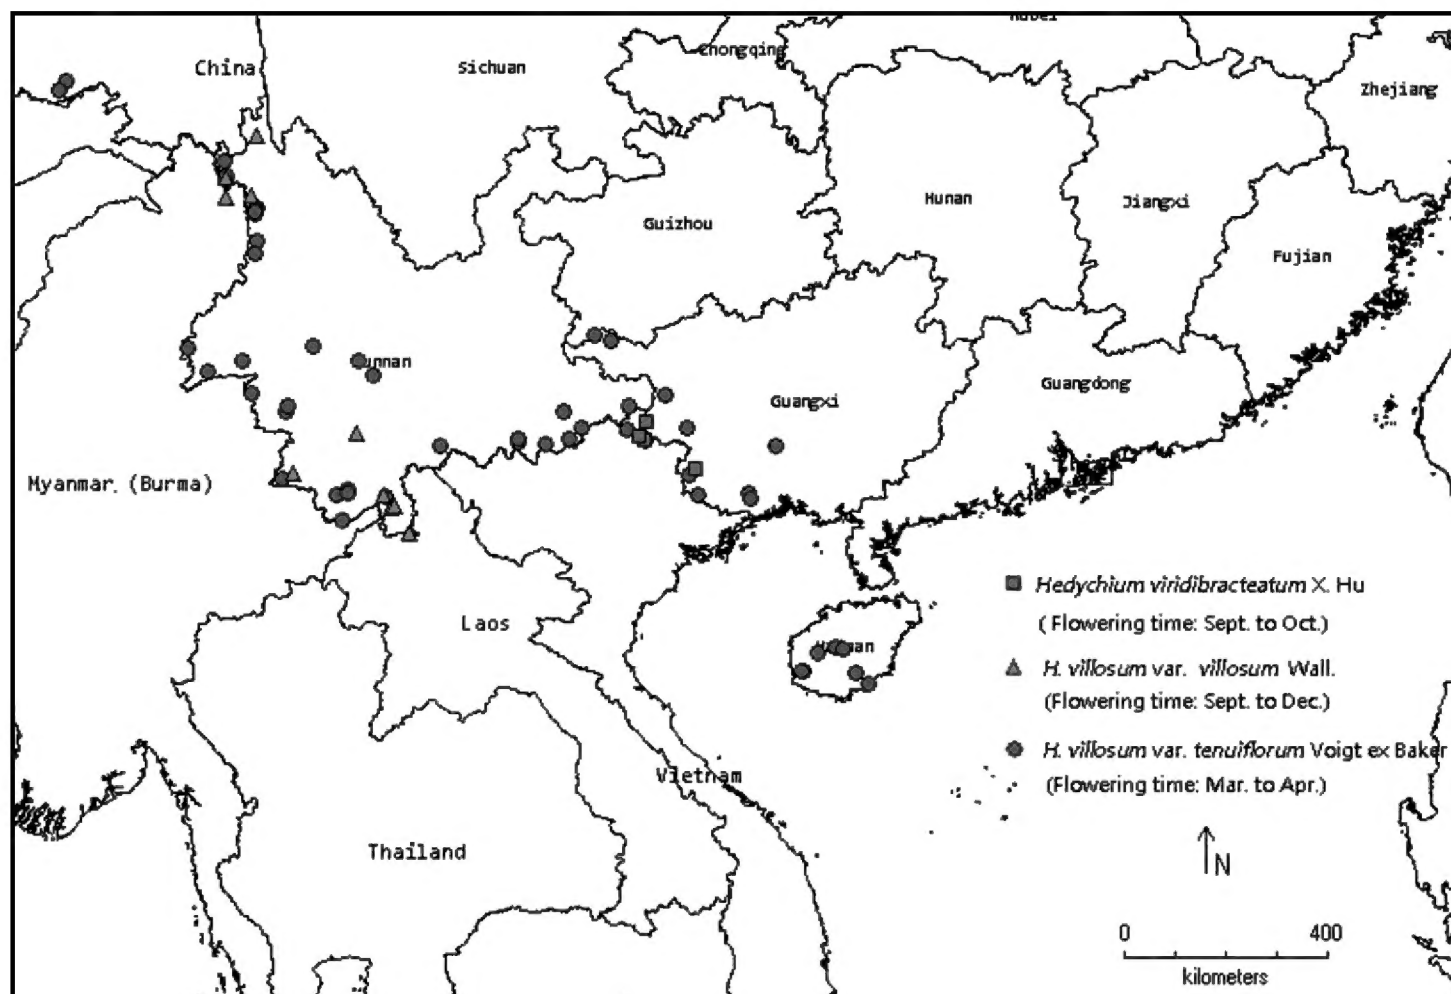 Chongqing
China
Sichuan
Zhejiang
Hunan
Jiangxi
Guizhou
Fujian
Guangdong
Guangxi
Myanmar. (Burma)
Hedychium viridibracteatum X. Hu
( Flowering time: Sept. to Oct.)
Laos
H. villosum var. villosum Wall.
(Flowering time: Sept. to Dec.)
H. villosum var. tenuiflorum Voigt ex Baker
Vietnam
(Flowering time: Mar. to Apr.)
Thailand
N
0 400
kilometers